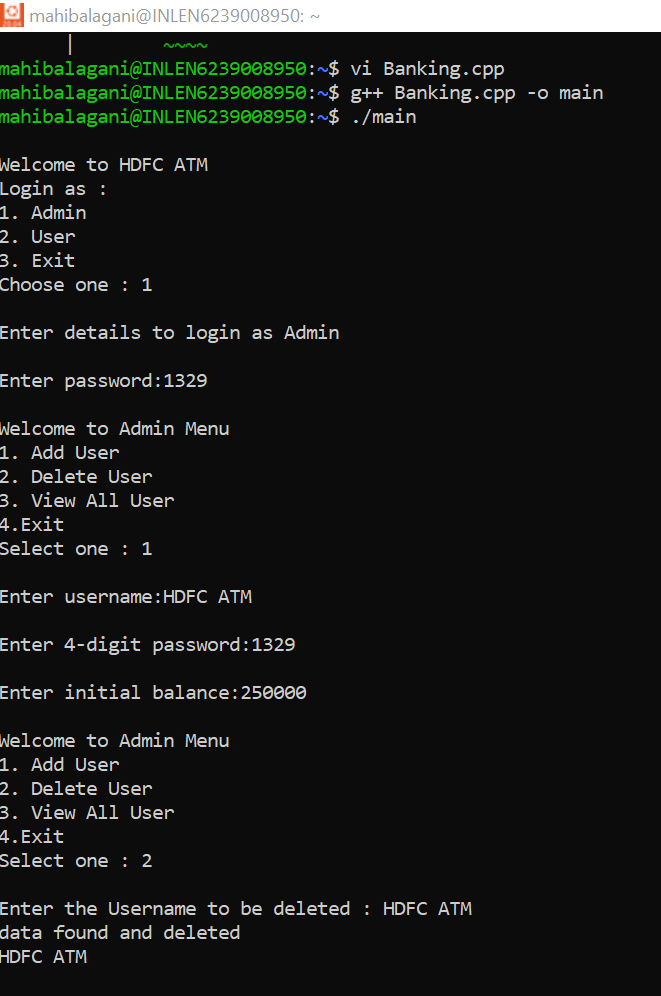 mahibalagani@INLEN6239008950: ~
| ~~~~
mahibalagani@INLEN6239008950:~$ vi Banking.cpp
mahibalagani@INLEN6239008950:~$ g++ Banking.cpp -o main
mahibalagani@INLEN6239008950:~$ ./main
Welcome to HDFC ATM
Login as :
1. Admin
2. User
3. Exit
Choose one : 1
Enter details to login as Admin
Enter password:1329
Welcome to Admin Menu
1. Add User
2. Delete User
3. View All User
4.Exit
Select one : 1
Enter username:HDFC ATM
Enter 4-digit password:1329
Enter initial balance:250000
Welcome to Admin Menu
1. Add User
2. Delete User
3. View All User
4.Exit
Select one : 2
Enter the Username to be deleted : HDFC ATM
data found and deleted
HDFC ATM